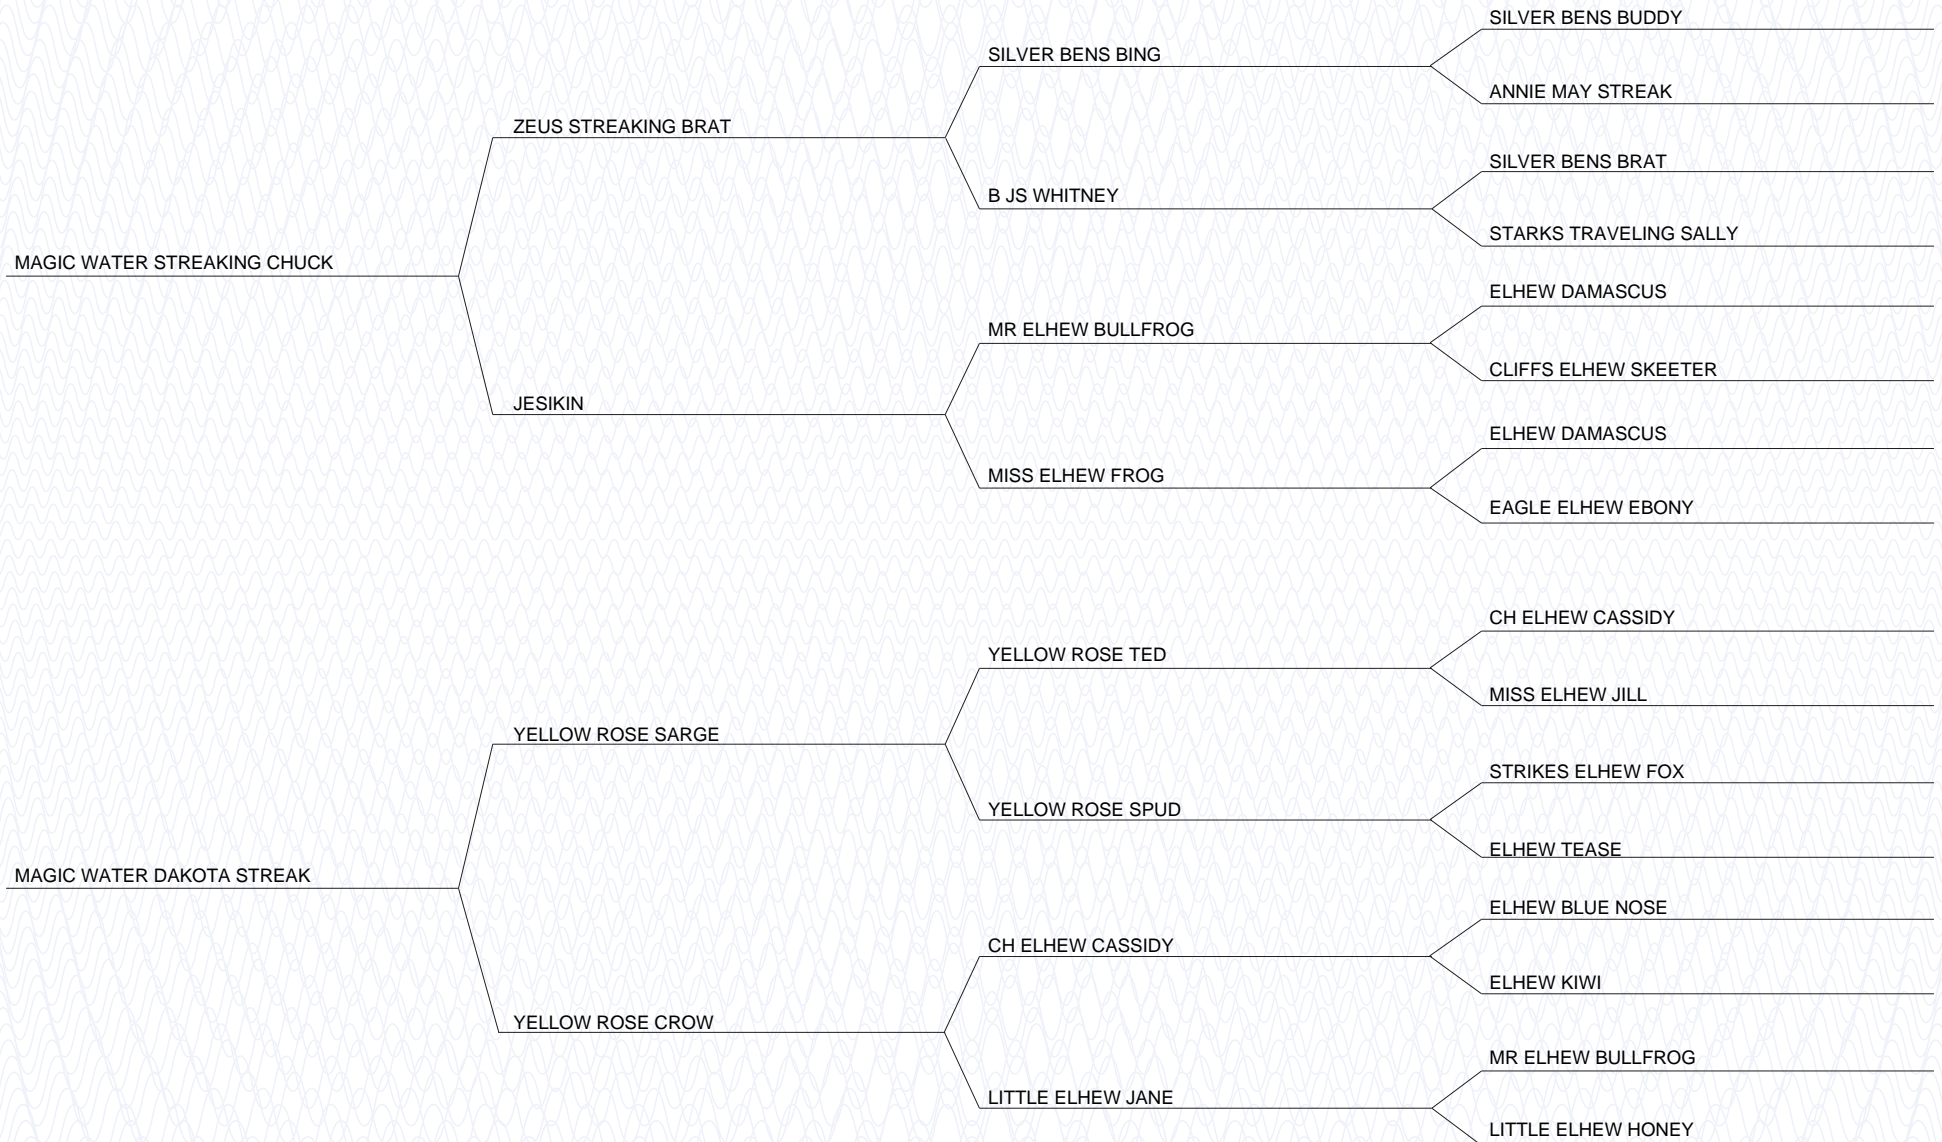 SILVER BENS BUDDY
SILVER BENS BING
ANNIE MAY STREAK
ZEUS STREAKING BRAT
SILVER BENS BRAT
B JS WHITNEY
STARKS TRAVELING SALLY
MAGIC WATER STREAKING CHUCK
ELHEW DAMASCUS
MR ELHEW BULLFROG
CLIFFS ELHEW SKEETER
JESIKIN
ELHEW DAMASCUS
MISS ELHEW FROG
EAGLE ELHEW EBONY
CH ELHEW CASSIDY
YELLOW ROSE TED
MISS ELHEW JILL
YELLOW ROSE SARGE
STRIKES ELHEW FOX
YELLOW ROSE SPUD
ELHEW TEASE
MAGIC WATER DAKOTA STREAK
ELHEW BLUE NOSE
CH ELHEW CASSIDY
ELHEW KIWI
YELLOW ROSE CROW
MR ELHEW BULLFROG
LITTLE ELHEW JANE
LITTLE ELHEW HONEY